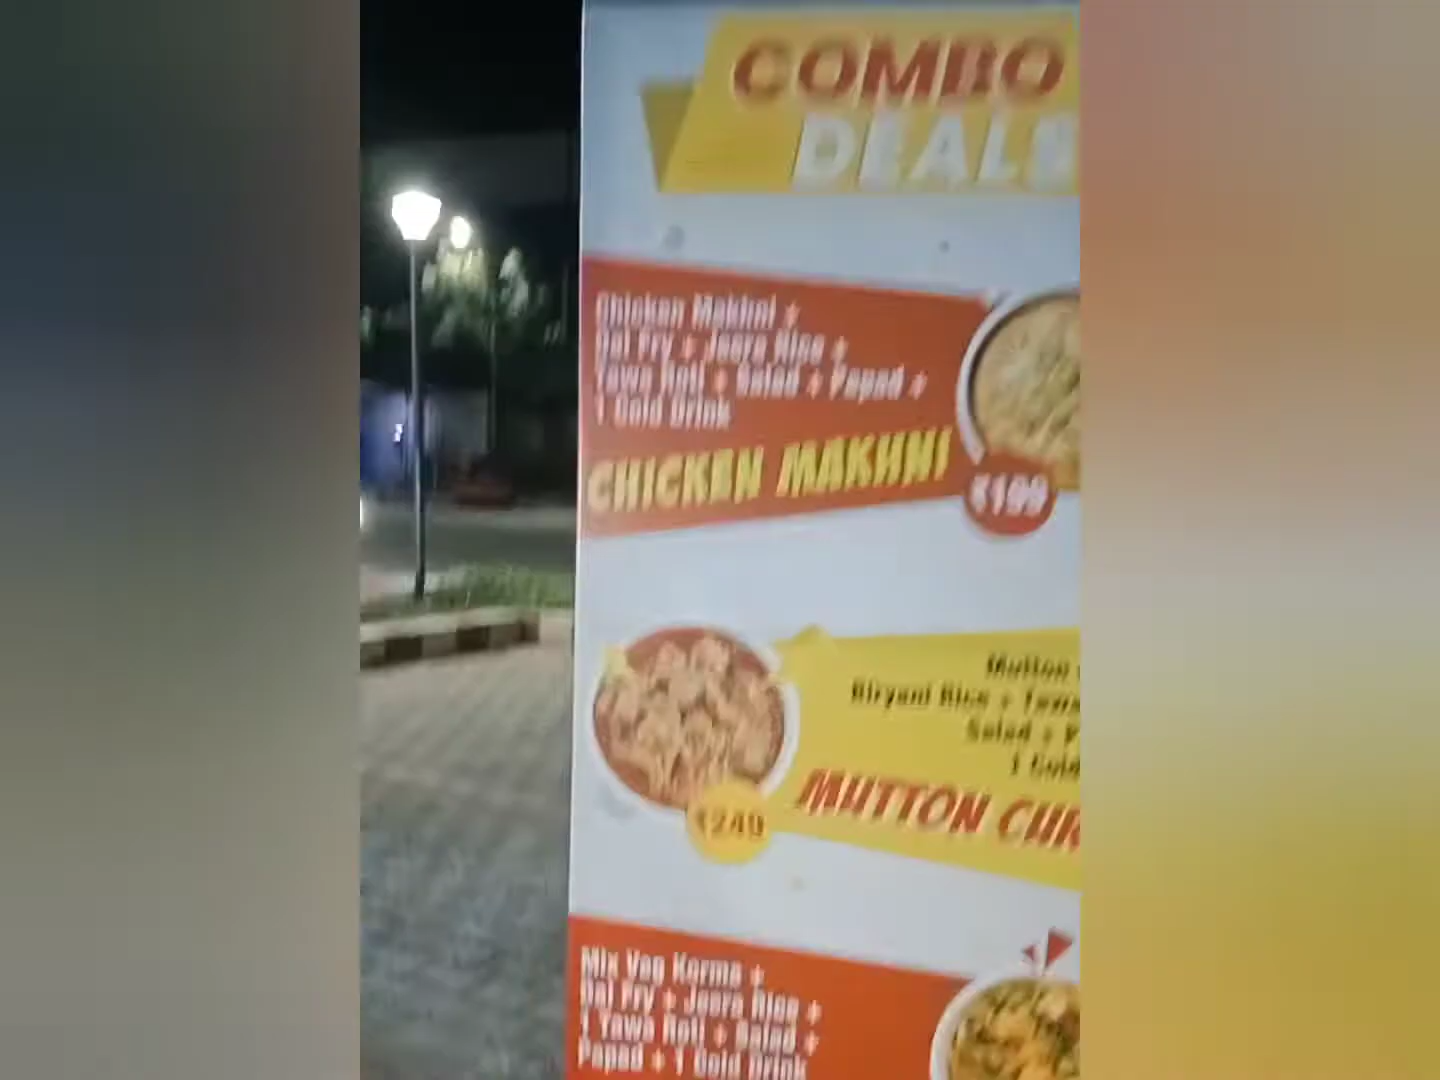 COMBO
DEALS
Chicken Makhni +
Dal Fry + Jeera Rice +
Tawa Roti + Salad + Papad +
1 Cold Drink
CHICKEN MAKHNI
₹199
Mutton
Biryani Rice + Tawa
Salad + P
1 Cold
MUTTON CUR
₹249
Mix Veg Korma +
Dal Fry + Jeera Rice +
1 Tawa Roti + Salad +
Papad + 1 Cold Drink